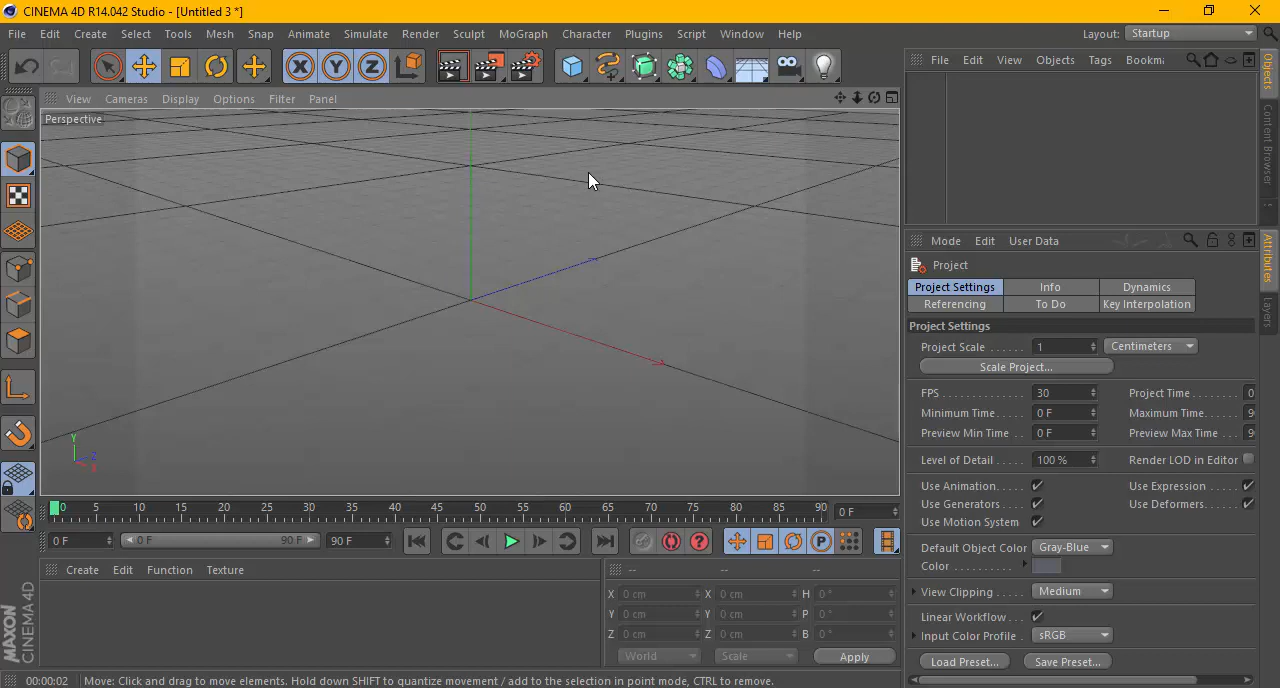 CINEMA 4D R14.042 Studio - [Untitled 3 *]
File Edit Create Select Tools Mesh Snap Animate Simulate Render Sculpt MoGraph Character Plugins Script Window Help Layout: Startup
File Edit View Objects Tags Bookma
View Cameras Display Options Filter Panel
Perspective
Objects
Content Browser
Y
Z
X
Mode Edit User Data
Attributes
Layers
Project
Project Settings Info Dynamics
Referencing To Do Key Interpolation
Project Settings
Project Scale ...... 1 Centimeters
Scale Project...
FPS .............. 30 Project Time ....... 0
Minimum Time ... 0 F Maximum Time ....... 9
Preview Min Time .. 0 F Preview Max Time ... 9
Level of Detail ..... 100 % Render LOD in Editor
Use Animation .... Use Expression ....
Use Generators .... Use Deformers .....
Use Motion System
Default Object Color Gray-Blue
Color ..........
View Clipping ..... Medium
Linear Workflow ...
Input Color Profile . sRGB
Load Preset... Save Preset...
0 5 10 15 20 25 30 35 40 45 50 55 60 65 70 75 80 85 90 0 F
0 F 0 F 90 F 90 F
Create Edit Function Texture
-- -- --
X 0 cm X 0 cm H 0 °
Y 0 cm Y 0 cm P 0 °
Z 0 cm Z 0 cm B 0 °
World Scale Apply
MAXON
CINEMA 4D
00:00:02 Move: Click and drag to move elements. Hold down SHIFT to quantize movement / add to the selection in point mode, CTRL to remove.